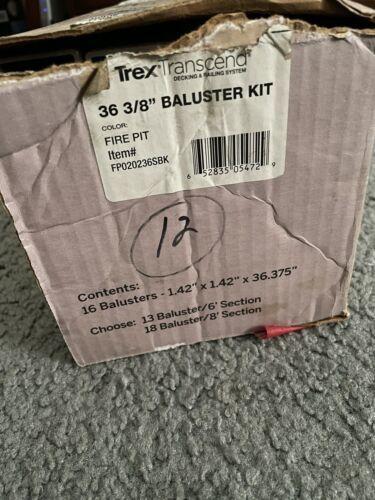 Trex Transcend
DECKING & RAILING SYSTEM
36 3/8" BALUSTER KIT
COLOR:
FIRE PIT
Item#
FP020236SBK
6 52835 05472 9
12
Contents:
16 Balusters - 1.42" x 1.42" x 36.375"
Choose: 13 Baluster/6' Section
18 Baluster/8' Section